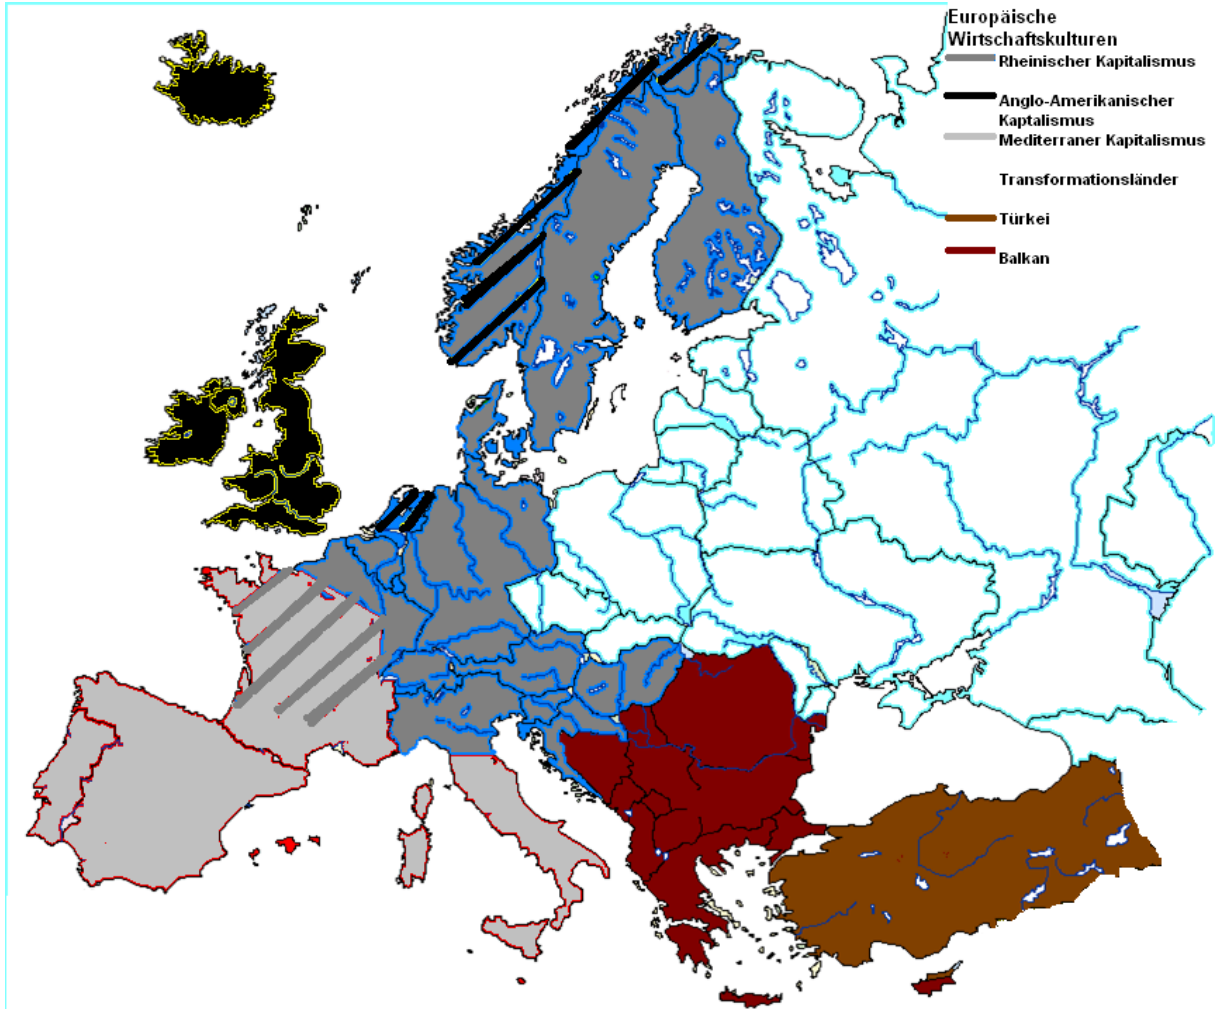 Europäische
Wirtschaftskulturen
Rheinischer Kapitalismus
Anglo-Amerikanischer
Kaptalismus
Mediterraner Kapitalismus
Transformationsländer
Türkei
Balkan